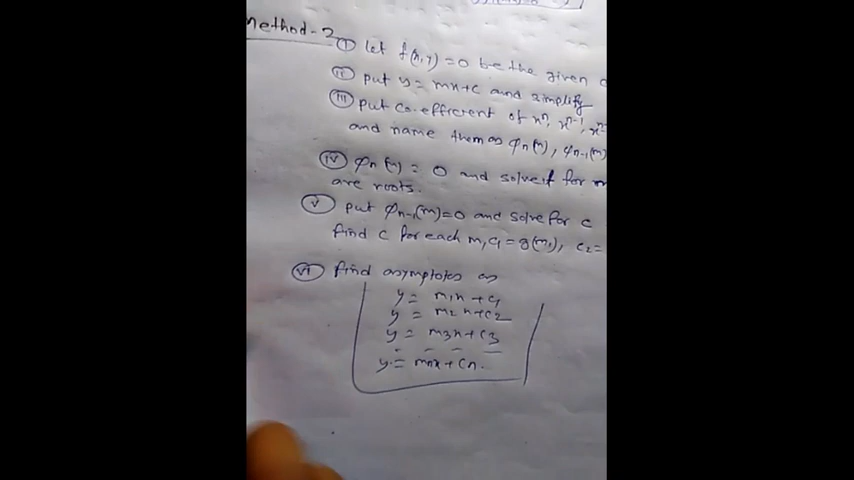 Method-2
(i) let f(x,y)=0 be the given
(ii) put y = mx+c and simplify
(iii) put co-efficient of xⁿ, xⁿ⁻¹, xⁿ
and name them as φn(m), φn-1(m)
(iv) φn(m) = 0 and solve it for m
are roots.
(v) put φn-1(m)=0 and solve for c
find c for each m, c1=g(m1), c2=
(vi) find asymptotes as
y = m1x + c1
y = m2x + c2
y = m3x + c3
y = mnx + cn.